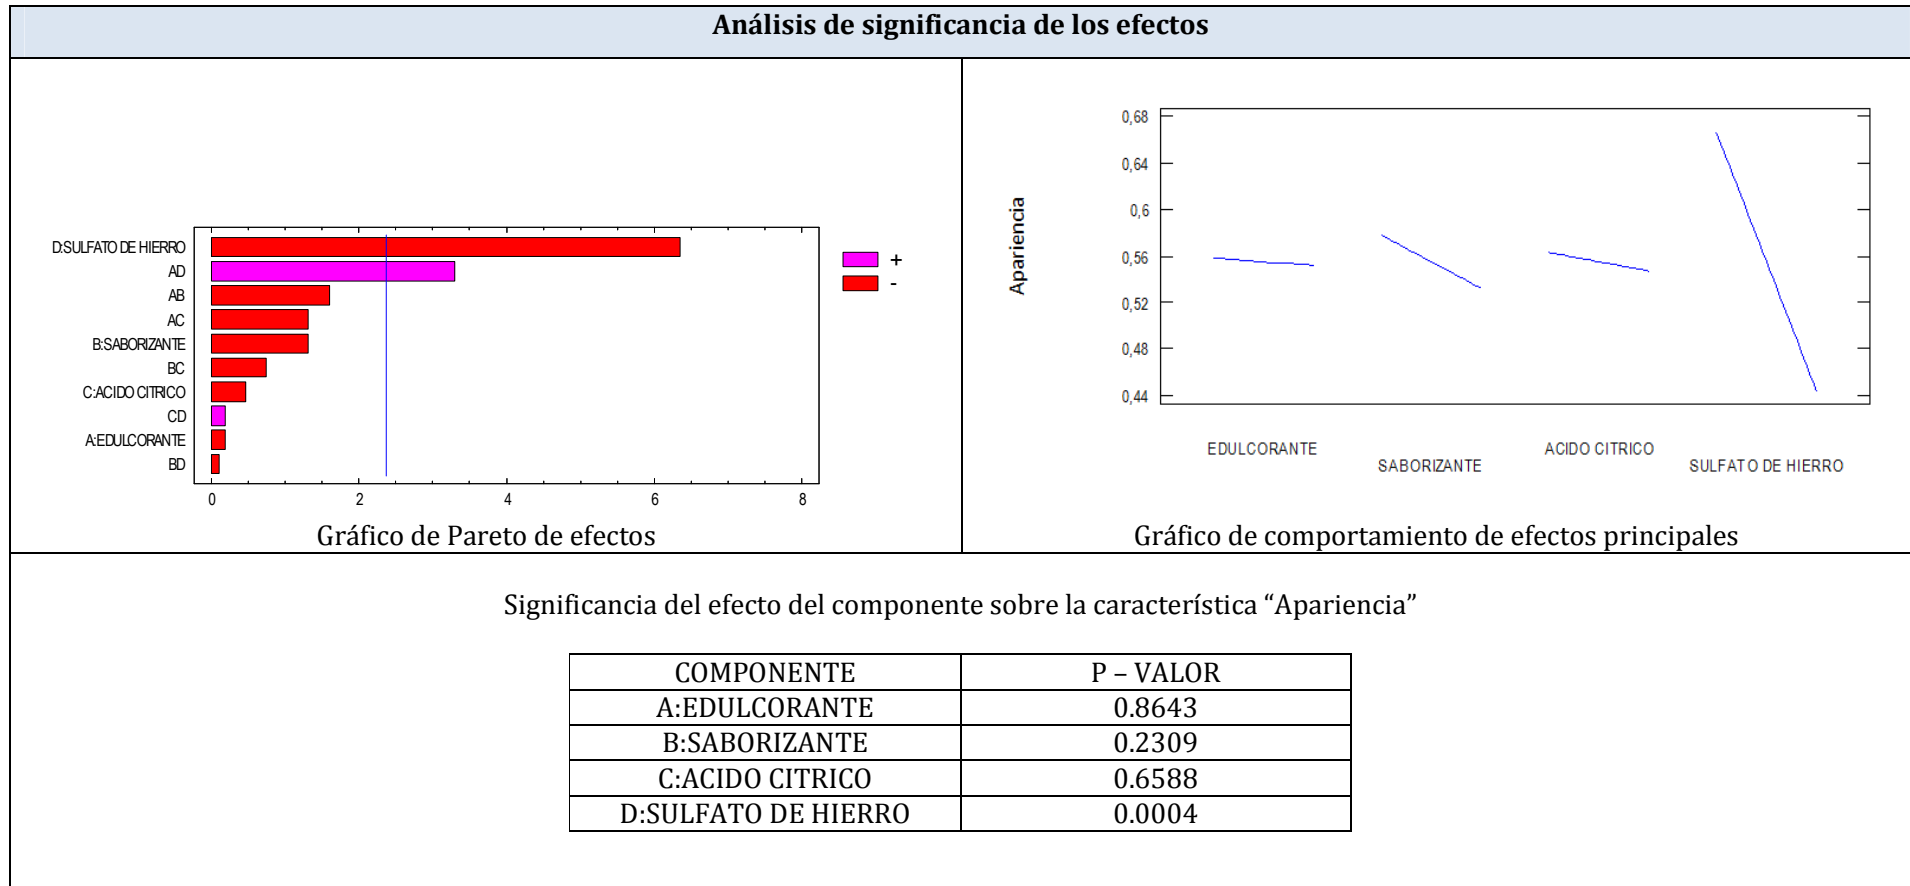 Análisis de significancia de los efectos
D:SULFATO DE HIERRO
AD
AB
AC
B:SABORIZANTE
BC
C:ACIDO CITRICO
CD
A:EDULCORANTE
BD
0 2 4 6 8
+
-
Gráfico de Pareto de efectos
Apariencia
0,68
0,64
0,6
0,56
0,52
0,48
0,44
EDULCORANTE
SABORIZANTE
ACIDO CITRICO
SULFATO DE HIERRO
Gráfico de comportamiento de efectos principales
Significancia del efecto del componente sobre la característica “Apariencia”
COMPONENTE P – VALOR
A:EDULCORANTE 0.8643
B:SABORIZANTE 0.2309
C:ACIDO CITRICO 0.6588
D:SULFATO DE HIERRO 0.0004